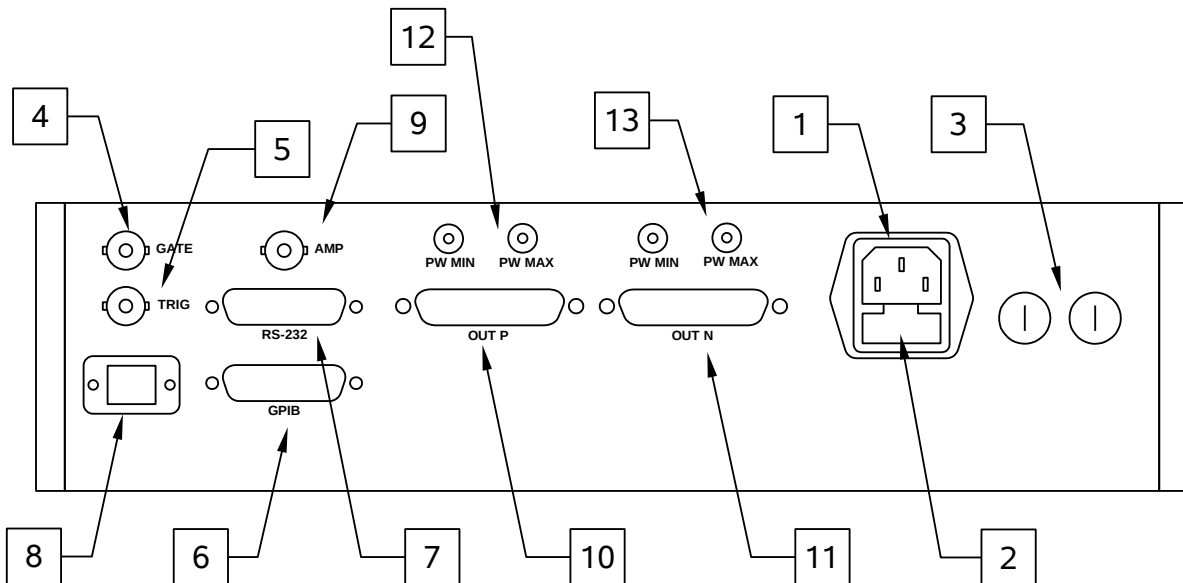 12
4
9
13
1
3
5
GATE
AMP
PW MIN
PW MAX
PW MIN
PW MAX
TRIG
RS-232
OUT P
OUT N
GPIB
8
6
7
10
11
2